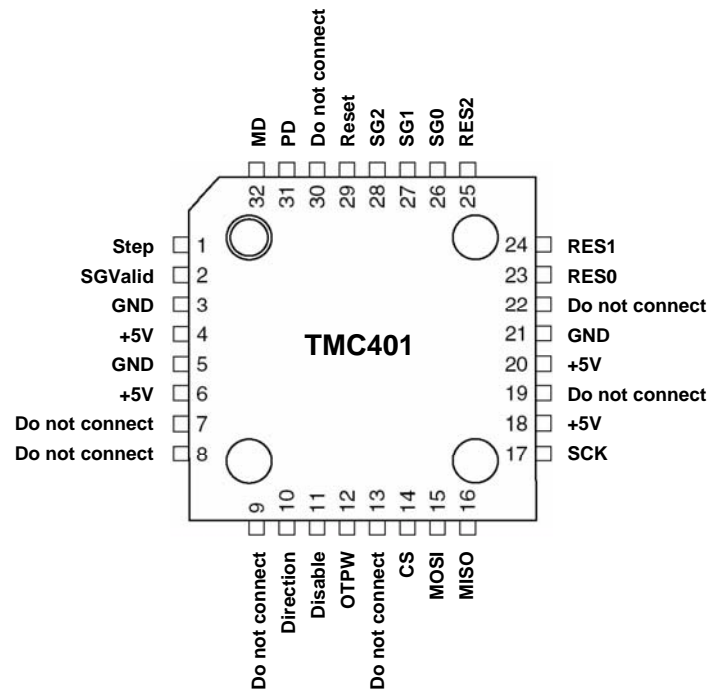 MD
PD
Do not connect
Reset
SG2
SG1
SG0
RES2
32
31
30
29
28
27
26
25
Step 1
SGValid 2
GND 3
+5V 4
GND 5
+5V 6
Do not connect 7
Do not connect 8
TMC401
24 RES1
23 RES0
22 Do not connect
21 GND
20 +5V
19 Do not connect
18 +5V
17 SCK
9
10
11
12
13
14
15
16
Do not connect
Direction
Disable
OTPW
Do not connect
CS
MOSI
MISO